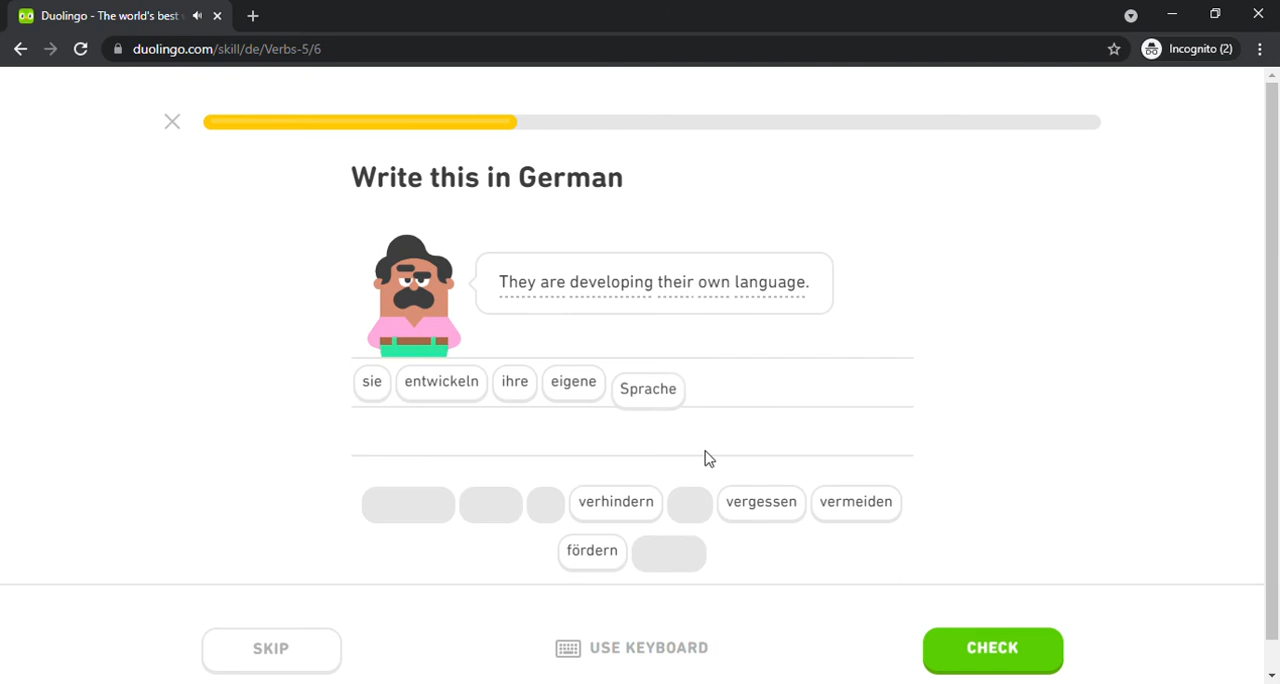 Duolingo - The world's best
duolingo.com/skill/de/Verbs-5/6
Incognito (2)
Write this in German
They are developing their own language.
sie entwickeln ihre eigene Sprache
verhindern vergessen vermeiden
fördern
SKIP
USE KEYBOARD
CHECK